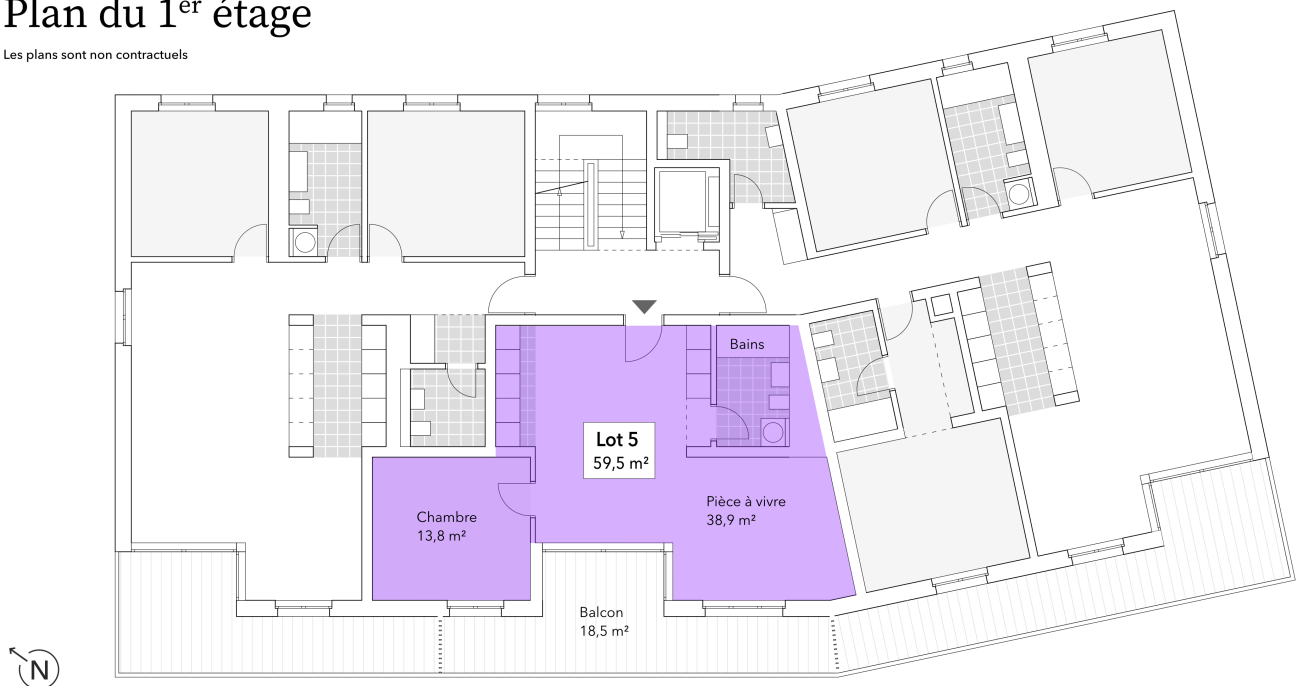 Plan du 1er étage
Les plans sont non contractuels
Bains
Lot 5
59,5 m²
Pièce à vivre
38,9 m²
Chambre
13,8 m²
Balcon
18,5 m²
N